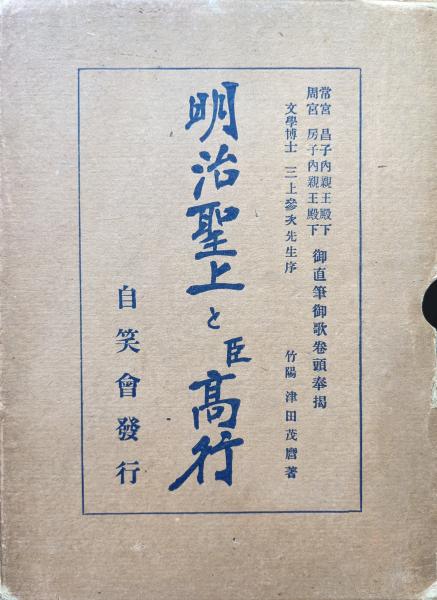 常宮 昌子内親王殿下
周宮 房子内親王殿下
御直筆御歌卷頭奉揭
文學博士 三上參次先生序
竹陽 津田茂麿著
明治聖上と臣高行
自笑會發行